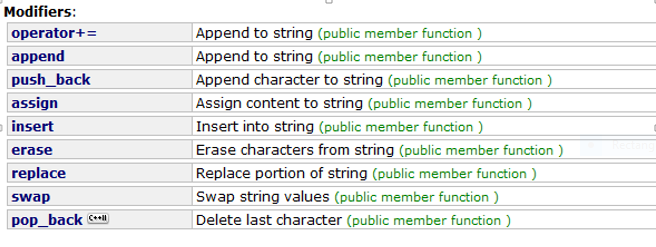 Modifiers:
operator+= Append to string (public member function )
append Append to string (public member function )
push_back Append character to string (public member function )
assign Assign content to string (public member function )
insert Insert into string (public member function )
erase Erase characters from string (public member function )
replace Replace portion of string (public member function )
swap Swap string values (public member function )
pop_back C++11 Delete last character (public member function )